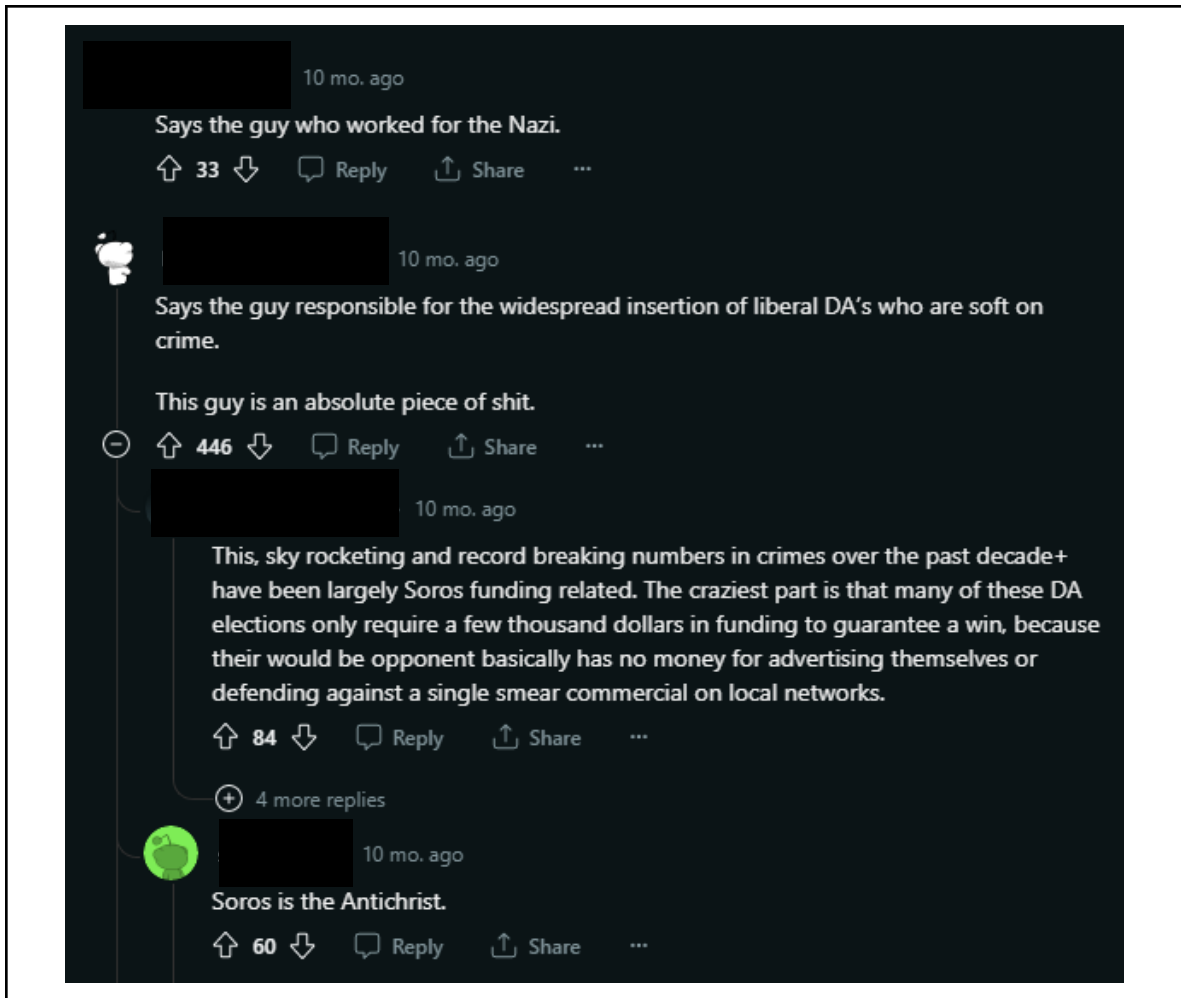 10 mo. ago
Says the guy who worked for the Nazi.
33 Reply Share ...
10 mo. ago
Says the guy responsible for the widespread insertion of liberal DA's who are soft on
crime.
This guy is an absolute piece of shit.
446 Reply Share ...
10 mo. ago
This, sky rocketing and record breaking numbers in crimes over the past decade+
have been largely Soros funding related. The craziest part is that many of these DA
elections only require a few thousand dollars in funding to guarantee a win, because
their would be opponent basically has no money for advertising themselves or
defending against a single smear commercial on local networks.
84 Reply Share ...
4 more replies
10 mo. ago
Soros is the Antichrist.
60 Reply Share ...